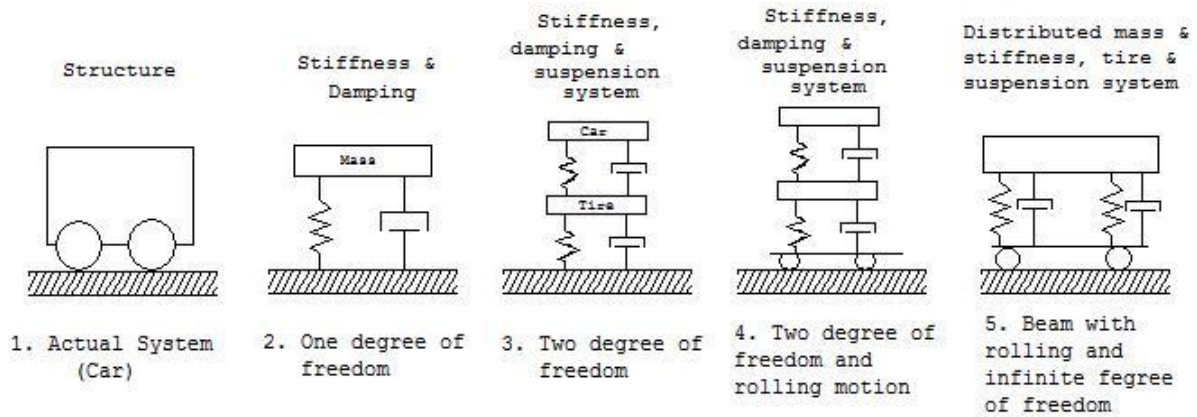 Structure
Stiffness &
Damping
Stiffness,
damping &
suspension
system
Stiffness,
damping &
suspension
system
Distributed mass &
stiffness, tire &
suspension system
Mass
Car
Tire
1. Actual System
(Car)
2. One degree of
freedom
3. Two degree of
freedom
4. Two degree of
freedom and
rolling motion
5. Beam with
rolling and
infinite fegree
of freedom